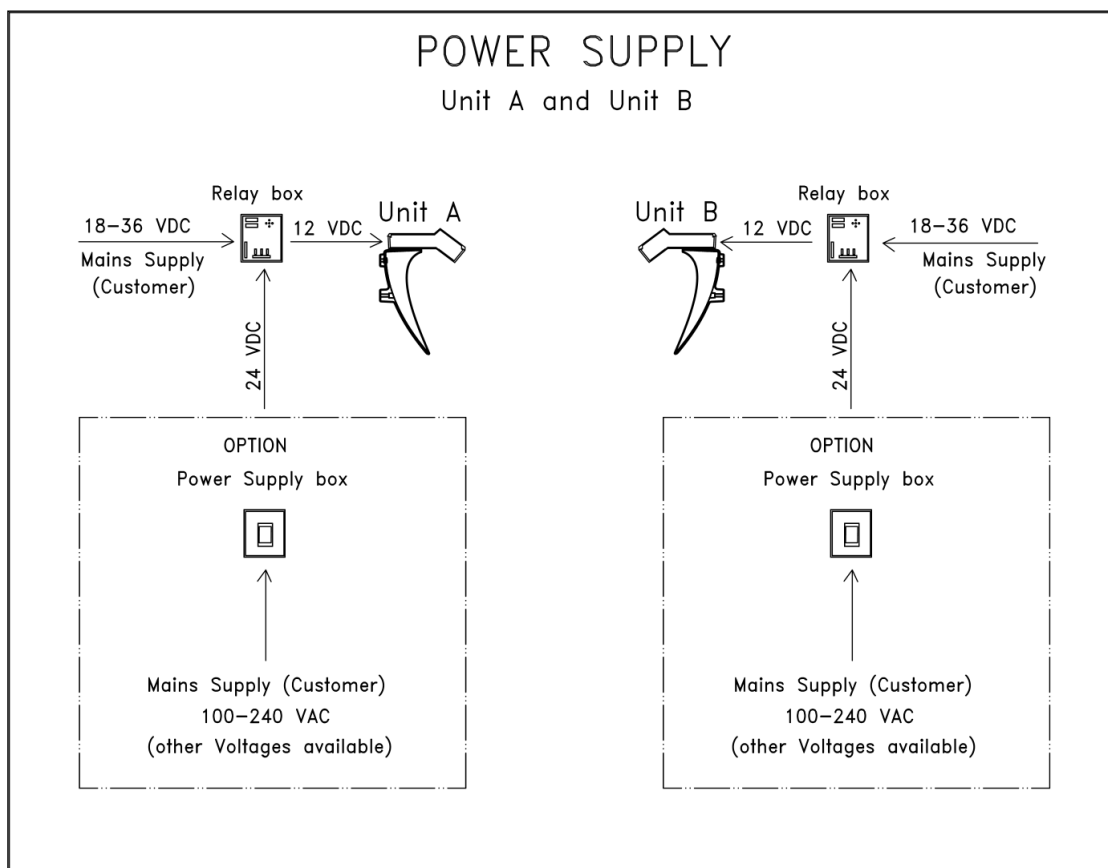 POWER SUPPLY
Unit A and Unit B
Relay box
18-36 VDC
Mains Supply
(Customer)
12 VDC
Unit A
24 VDC
OPTION
Power Supply box
Mains Supply (Customer)
100-240 VAC
(other Voltages available)
Unit B
12 VDC
Relay box
18-36 VDC
Mains Supply
(Customer)
24 VDC
OPTION
Power Supply box
Mains Supply (Customer)
100-240 VAC
(other Voltages available)